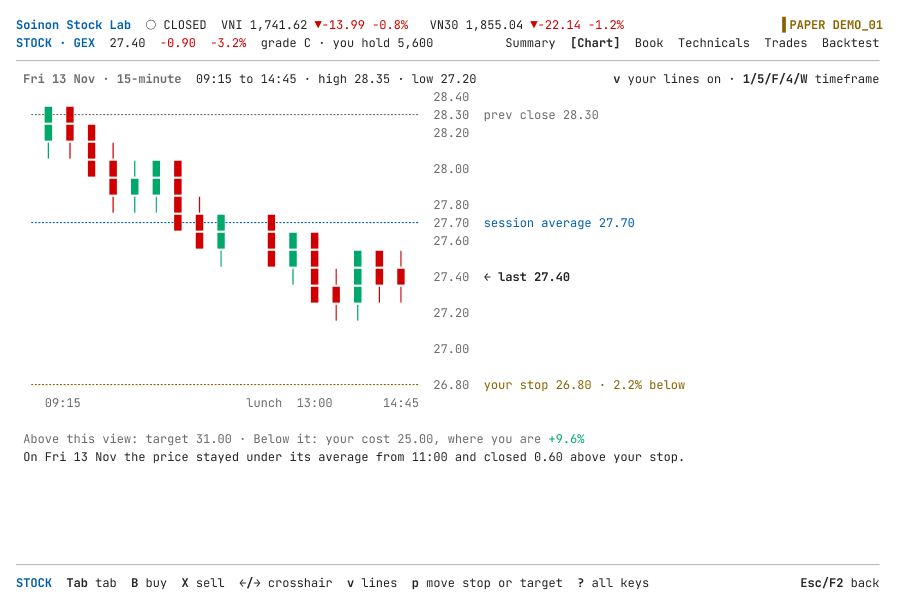 Soinon Stock Lab  ○ CLOSED  VNI 1,741.62 ▼-13.99 -0.8%  VN30 1,855.04 ▼-22.14 -1.2%  PAPER DEMO_01
STOCK · GEX  27.40  -0.90  -3.2%  grade C · you hold 5,600  Summary  [Chart]  Book  Technicals  Trades  Backtest
Fri 13 Nov · 15-minute  09:15 to 14:45 · high 28.35 · low 27.20  v your lines on · 1/5/F/4/W timeframe
28.40
28.30  prev close 28.30
28.20
28.00
27.80
27.70  session average 27.70
27.60
27.40  ← last 27.40
27.20
27.00
26.80  your stop 26.80 · 2.2% below
09:15  lunch  13:00  14:45
Above this view: target 31.00 · Below it: your cost 25.00, where you are +9.6%
On Fri 13 Nov the price stayed under its average from 11:00 and closed 0.60 above your stop.
STOCK  Tab tab  B buy  X sell  ←/→ crosshair  v lines  p move stop or target  ? all keys  Esc/F2 back